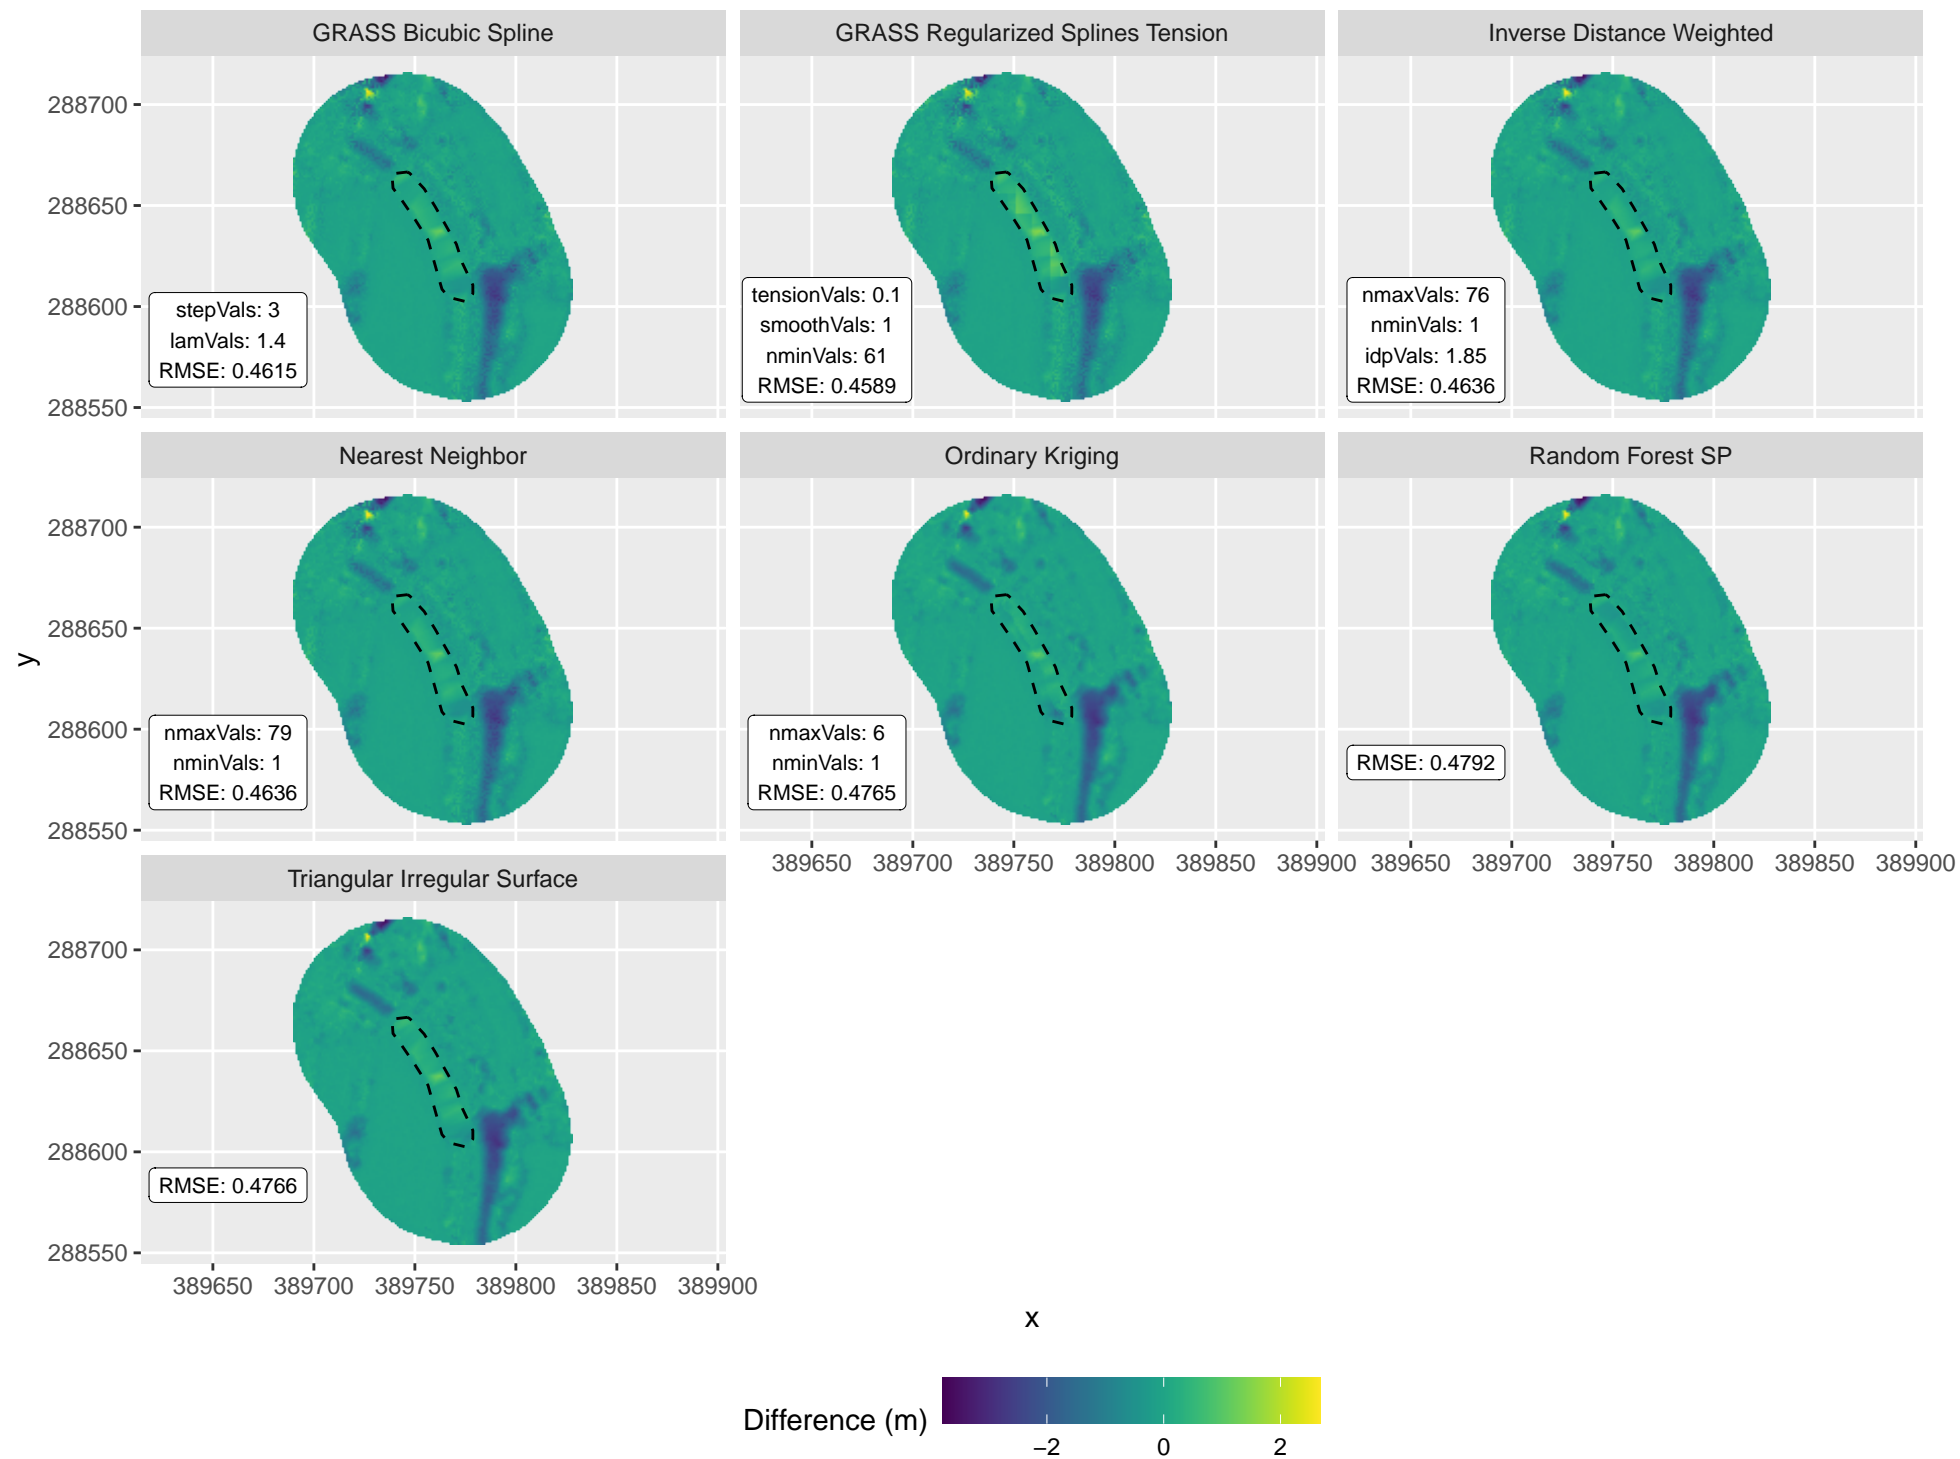 GRASS Bicubic Spline
GRASS Regularized Splines Tension
Inverse Distance Weighted
288700
288650
288600
288550
stepVals: 3
lamVals: 1.4
RMSE: 0.4615
tensionVals: 0.1
smoothVals: 1
nminVals: 61
RMSE: 0.4589
nmaxVals: 76
nminVals: 1
idpVals: 1.85
RMSE: 0.4636
Nearest Neighbor
Ordinary Kriging
Random Forest SP
288700
288650
288600
288550
nmaxVals: 79
nminVals: 1
RMSE: 0.4636
nmaxVals: 6
nminVals: 1
RMSE: 0.4765
RMSE: 0.4792
389650 389700 389750 389800 389850 389900
389650 389700 389750 389800 389850 389900
y
Triangular Irregular Surface
288700
288650
288600
288550
RMSE: 0.4766
389650 389700 389750 389800 389850 389900
x
Difference (m)
−2 0 2